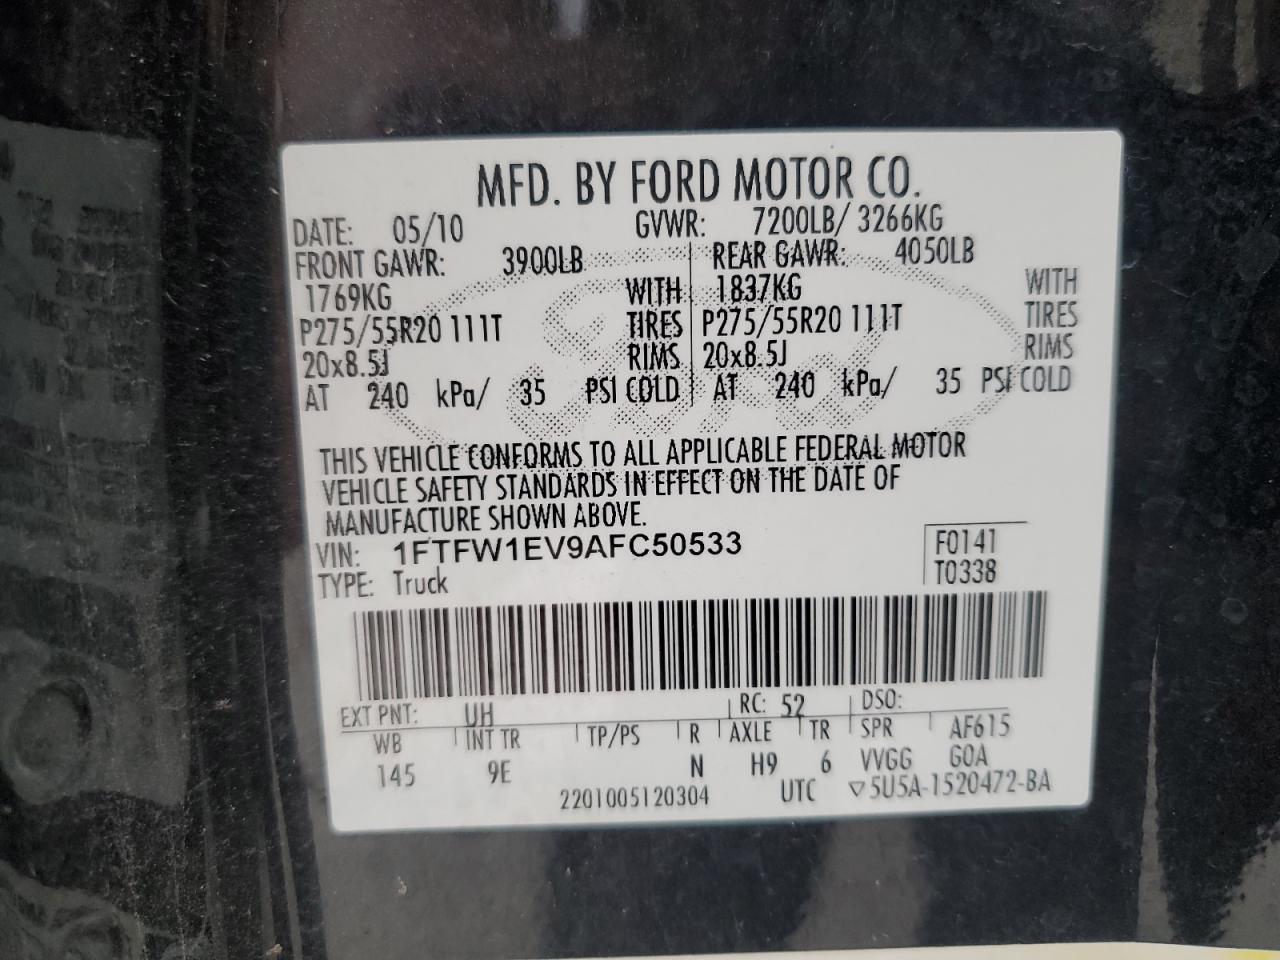 MFD. BY FORD MOTOR CO.
DATE: 05/10 GVWR: 7200LB/ 3266KG
FRONT GAWR: 3900LB REAR GAWR: 4050LB
1769KG WITH 1837KG WITH
P275/55R20 111T TIRES P275/55R20 111T TIRES
20x8.5J RIMS 20x8.5J RIMS
AT 240 kPa/ 35 PSI COLD AT 240 kPa/ 35 PSI COLD
THIS VEHICLE CONFORMS TO ALL APPLICABLE FEDERAL MOTOR
VEHICLE SAFETY STANDARDS IN EFFECT ON THE DATE OF
MANUFACTURE SHOWN ABOVE.
VIN: 1FTFW1EV9AFC50533 F0141
TYPE: Truck T0338
EXT PNT: UH RC: 52 DSO:
WB INT TR TP/PS R AXLE TR SPR AF615
145 9E N H9 6 VVGG GOA
2201005120304 UTC ▽5U5A-1520472-BA